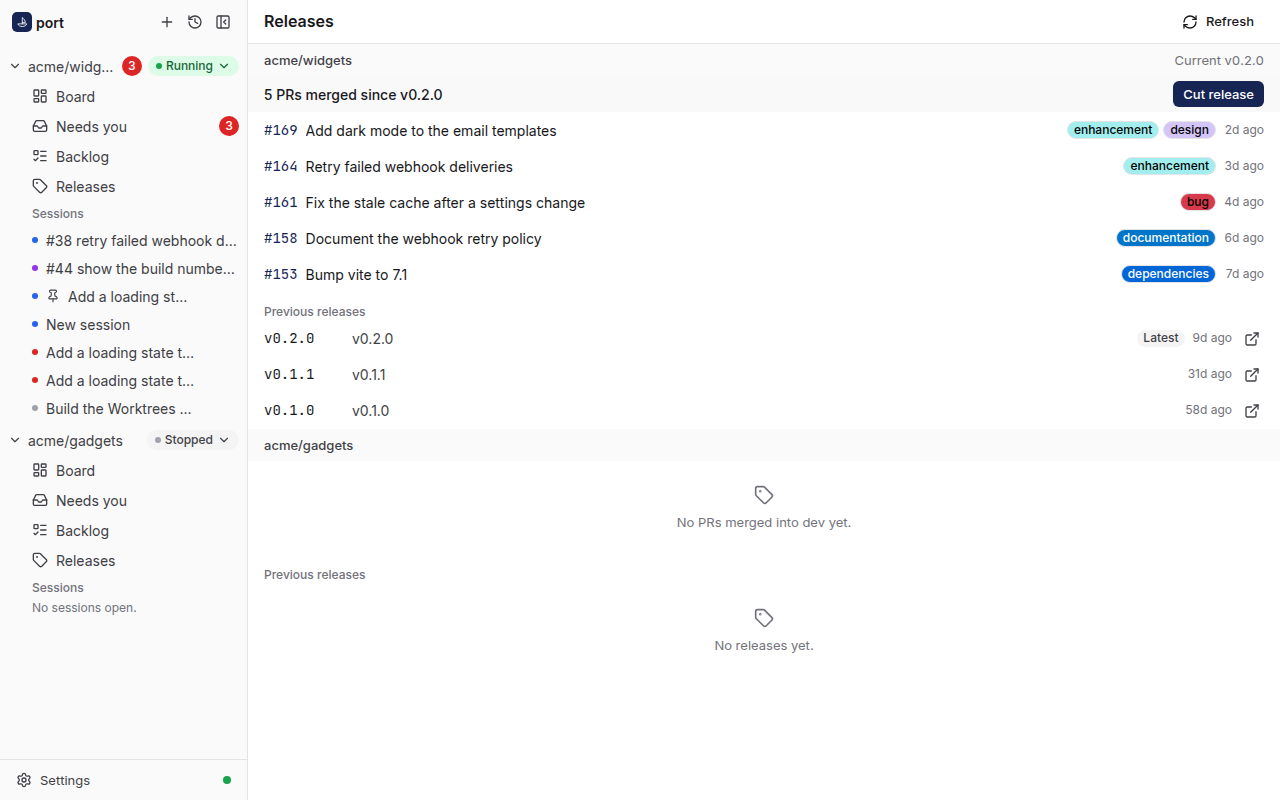 port
acme/widg... 3 Running
Board
Needs you 3
Backlog
Releases
Sessions
#38 retry failed webhook d...
#44 show the build numbe...
Add a loading st...
New session
Add a loading state t...
Add a loading state t...
Build the Worktrees ...
acme/gadgets Stopped
Board
Needs you
Backlog
Releases
Sessions
No sessions open.
Settings
Releases Refresh
acme/widgets Current v0.2.0
5 PRs merged since v0.2.0 Cut release
#169 Add dark mode to the email templates enhancement design 2d ago
#164 Retry failed webhook deliveries enhancement 3d ago
#161 Fix the stale cache after a settings change bug 4d ago
#158 Document the webhook retry policy documentation 6d ago
#153 Bump vite to 7.1 dependencies 7d ago
Previous releases
v0.2.0 v0.2.0 Latest 9d ago
v0.1.1 v0.1.1 31d ago
v0.1.0 v0.1.0 58d ago
acme/gadgets
No PRs merged into dev yet.
Previous releases
No releases yet.